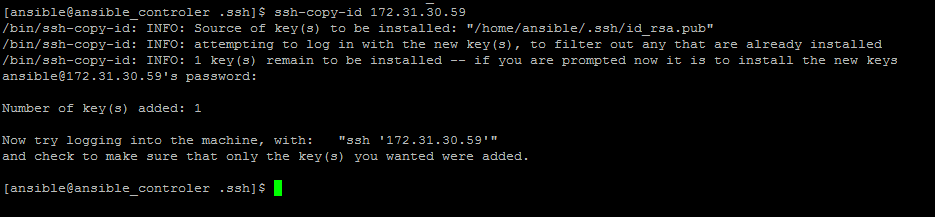 [ansible@ansible_controler .ssh]$ ssh-copy-id 172.31.30.59
/bin/ssh-copy-id: INFO: Source of key(s) to be installed: "/home/ansible/.ssh/id_rsa.pub"
/bin/ssh-copy-id: INFO: attempting to log in with the new key(s), to filter out any that are already installed
/bin/ssh-copy-id: INFO: 1 key(s) remain to be installed -- if you are prompted now it is to install the new keys
ansible@172.31.30.59's password:
Number of key(s) added: 1
Now try logging into the machine, with:   "ssh '172.31.30.59'"
and check to make sure that only the key(s) you wanted were added.
[ansible@ansible_controler .ssh]$